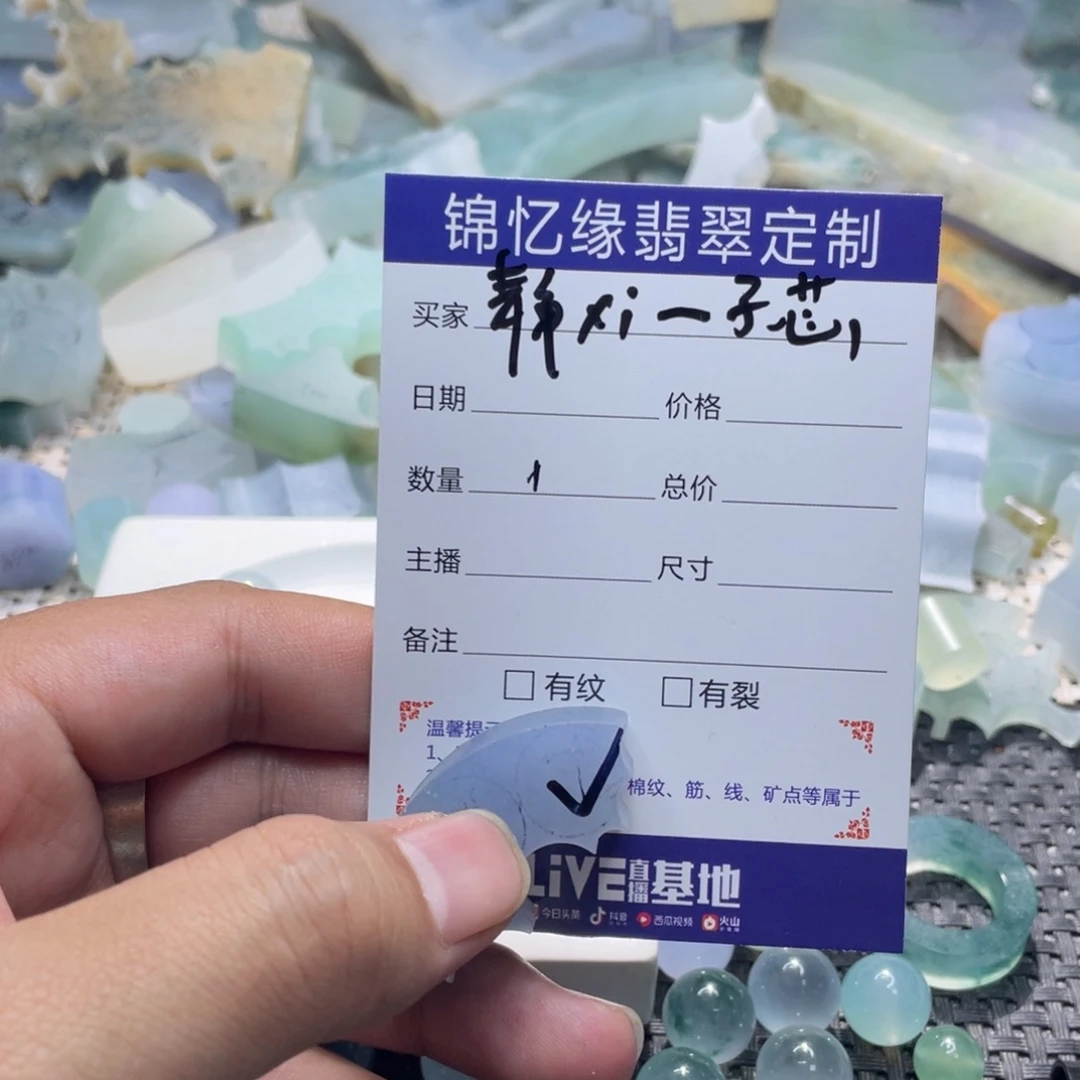 锦忆缘翡翠定制
买家 静xi一子芯1
日期 价格
数量 1 总价
主播 尺寸
备注
□有纹 □有裂
温馨提示
1、
棉纹、筋、线、矿点等属于
✓
LiVE直播基地
今日头条 抖音 西瓜视频 火山